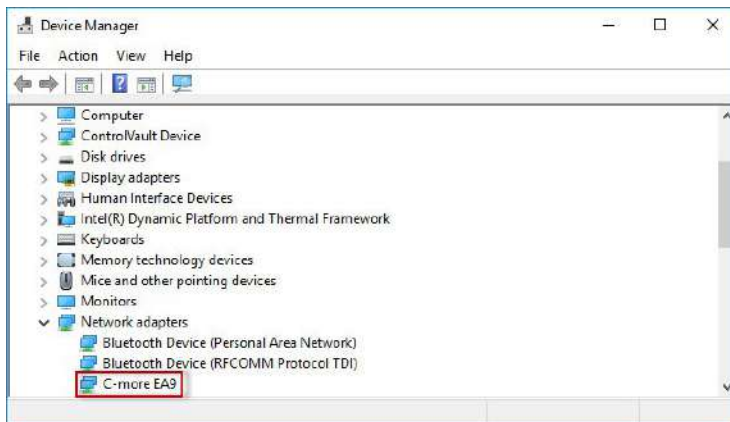 Device Manager
File Action View Help
Computer
ControlVault Device
Disk drives
Display adapters
Human Interface Devices
Intel(R) Dynamic Platform and Thermal Framework
Keyboards
Memory technology devices
Mice and other pointing devices
Monitors
Network adapters
Bluetooth Device (Personal Area Network)
Bluetooth Device (RFCOMM Protocol TDI)
C-more EA9